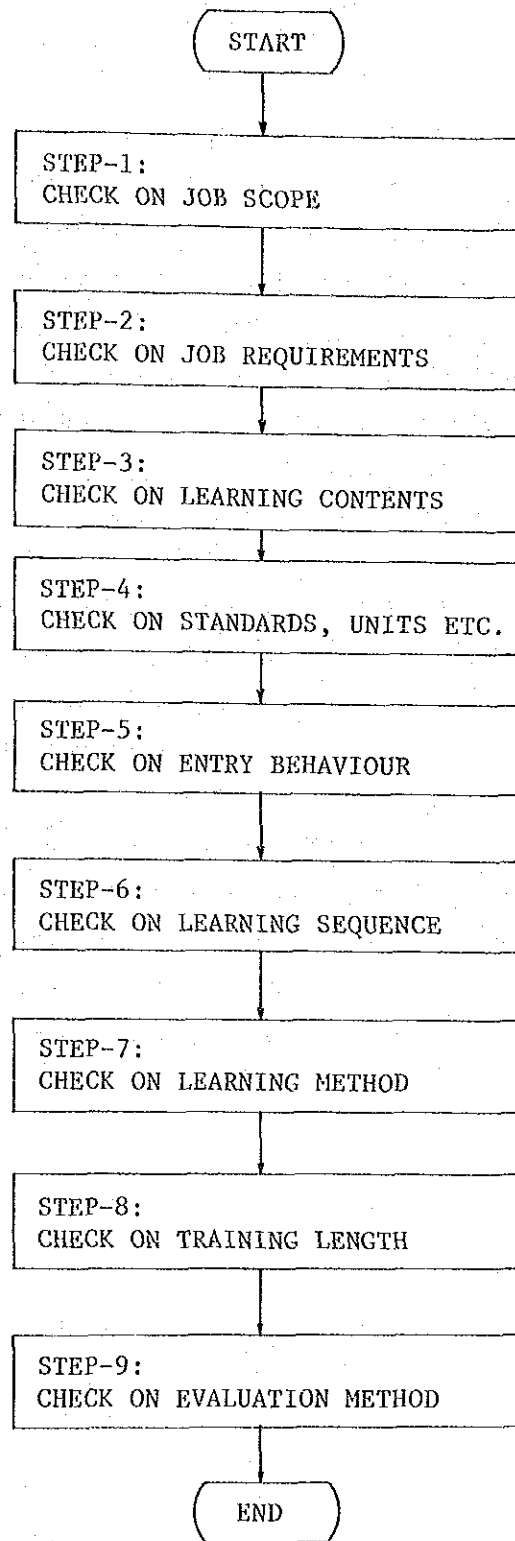 START
STEP-1:
CHECK ON JOB SCOPE
STEP-2:
CHECK ON JOB REQUIREMENTS
STEP-3:
CHECK ON LEARNING CONTENTS
STEP-4:
CHECK ON STANDARDS, UNITS ETC.
STEP-5:
CHECK ON ENTRY BEHAVIOUR
STEP-6:
CHECK ON LEARNING SEQUENCE
STEP-7:
CHECK ON LEARNING METHOD
STEP-8:
CHECK ON TRAINING LENGTH
STEP-9:
CHECK ON EVALUATION METHOD
END